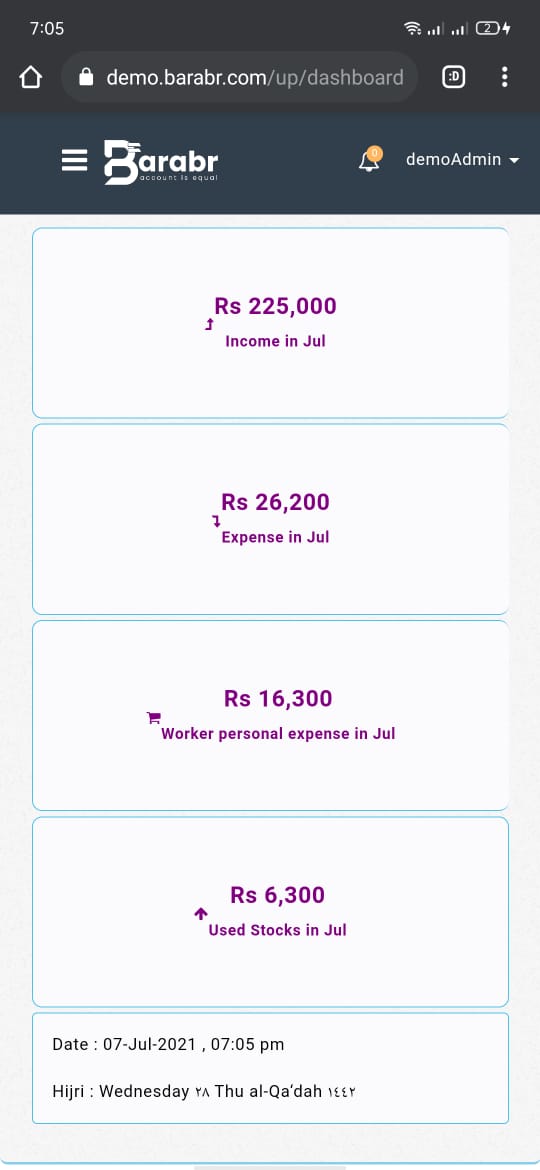 7:05
2
demo.barabr.com/up/dashboard
:D
Barabr
account is equal
0
demoAdmin
Rs 225,000
Income in Jul
Rs 26,200
Expense in Jul
Rs 16,300
Worker personal expense in Jul
Rs 6,300
Used Stocks in Jul
Date : 07-Jul-2021 , 07:05 pm
Hijri : Wednesday ٢٨ Thu al-Qa‘dah ١٤٤٢